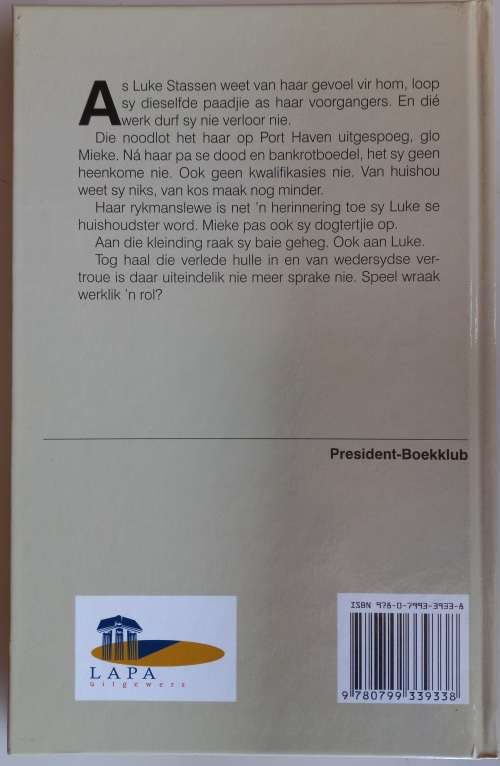 As Luke Stassen weet van haar gevoel vir hom, loop
sy dieselfde paadjie as haar voorgangers. En dié
werk durf sy nie verloor nie.
Die noodlot het haar op Port Haven uitgespoeg, glo
Mieke. Ná haar pa se dood en bankrotboedel, het sy geen
heenkome nie. Ook geen kwalifikasies nie. Van huishou
weet sy niks, van kos maak nog minder.
Haar rykmanslewe is net 'n herinnering toe sy Luke se
huishoudster word. Mieke pas ook sy dogtertjie op.
Aan die kleinding raak sy baie geheg. Ook aan Luke.
Tog haal die verlede hulle in en van wedersydse ver-
troue is daar uiteindelik nie meer sprake nie. Speel wraak
werklik 'n rol?
President-Boekklub
LAPA
uitgewers
ISBN 978-0-7993-3933-8
9 780799 339338